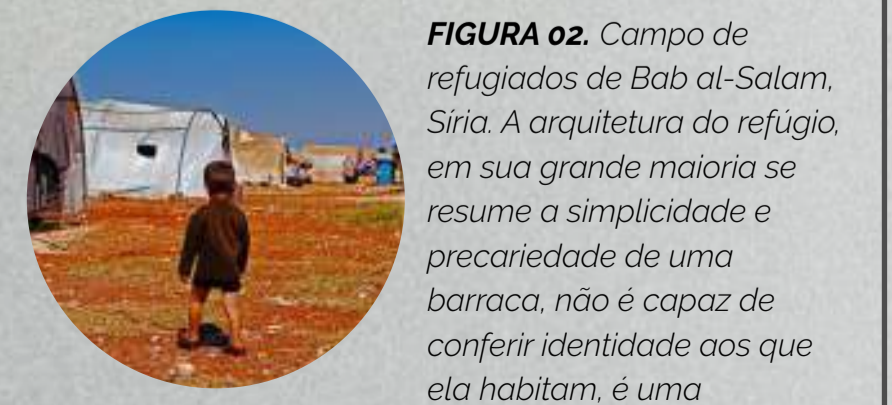 FIGURA 02. Campo de
refugiados de Bab al-Salam,
Síria. A arquitetura do refúgio,
em sua grande maioria se
resume a simplicidade e
precariedade de uma
barraca, não é capaz de
conferir identidade aos que
ela habitam, é uma